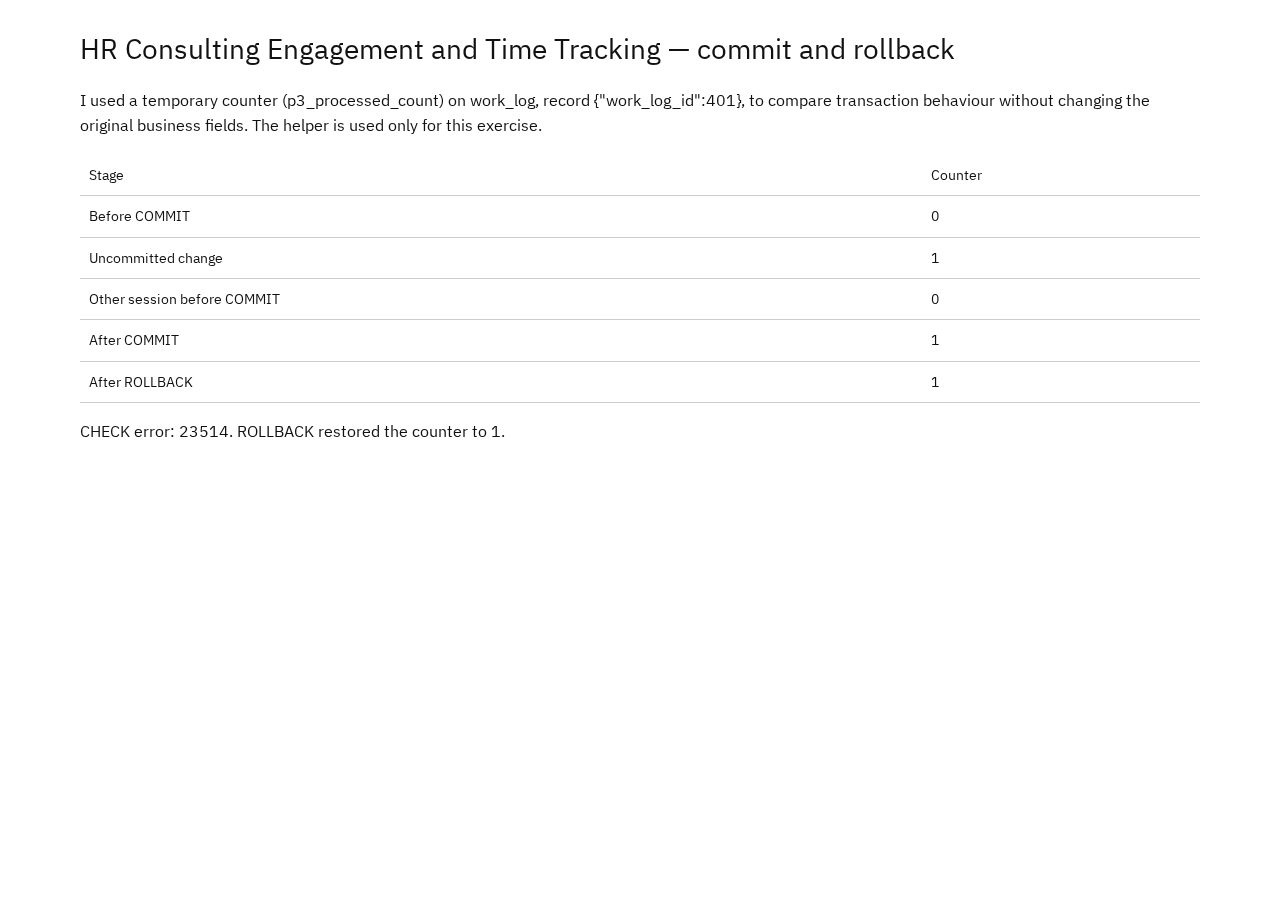 HR Consulting Engagement and Time Tracking — commit and rollback
I used a temporary counter (p3_processed_count) on work_log, record {"work_log_id":401}, to compare transaction behaviour without changing the
original business fields. The helper is used only for this exercise.
Stage Counter
Before COMMIT 0
Uncommitted change 1
Other session before COMMIT 0
After COMMIT 1
After ROLLBACK 1
CHECK error: 23514. ROLLBACK restored the counter to 1.